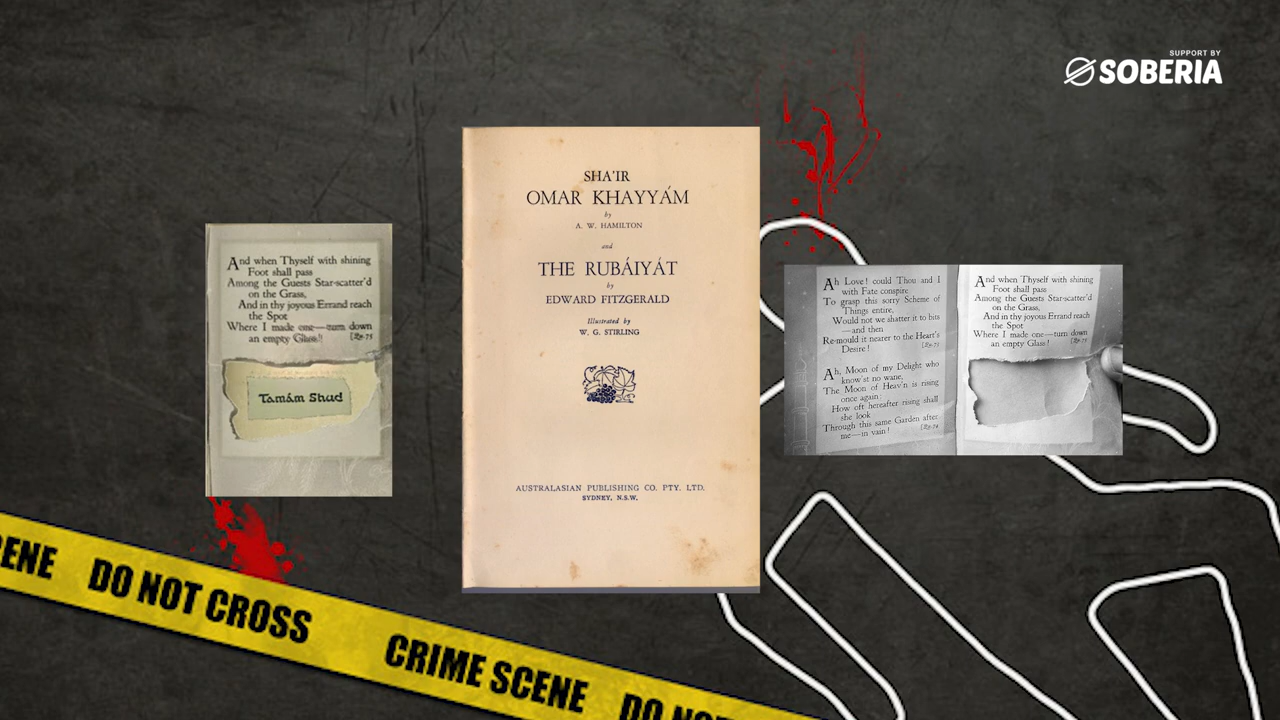 SUPPORT BY
SOBERIA
And when Thyself with shining
Foot shall pass
Among the Guests Star-scatter'd
on the Grass,
And in thy joyous Errand reach
the Spot
Where I made one—turn down
an empty Glass!
Tamám Shud
SHA'IR
OMAR KHAYYÁM
by
A. W. HAMILTON
and
THE RUBÁIYÁT
by
EDWARD FITZGERALD
Illustrated by
W. G. STIRLING
AUSTRALASIAN PUBLISHING CO. PTY. LTD.
SYDNEY, N.S.W.
Ah Love! could Thou and I
with Fate conspire
To grasp this sorry Scheme of
Things entire,
Would not we shatter it to bits
—and then
Re-mould it nearer to the Heart's
Desire!
Ah, Moon of my Delight who
know'st no wane,
The Moon of Heav'n is rising
once again:
How oft hereafter rising shall
she look
Through this same Garden after
me—in vain!
And when Thyself with shining
Foot shall pass
Among the Guests Star-scatter'd
on the Grass,
And in thy joyous Errand reach
the Spot
Where I made one—turn down
an empty Glass!
ENE DO NOT CROSS CRIME SCENE DO NOT